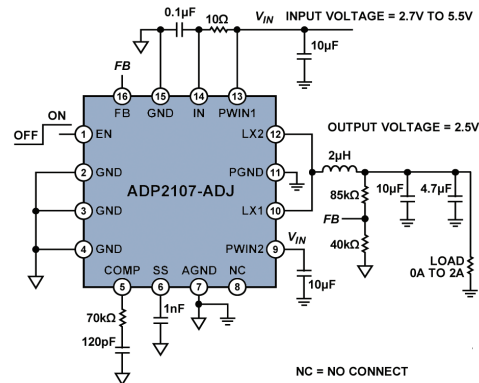 0.1µF
10Ω
VIN
INPUT VOLTAGE = 2.7V TO 5.5V
10µF
FB
16 15 14 13
FB GND IN PWIN1
ON
OFF
1 EN
LX2 12
OUTPUT VOLTAGE = 2.5V
2µH
2 GND
PGND 11
ADP2107-ADJ
85kΩ
10µF
4.7µF
3 GND
LX1 10
FB
40kΩ
4 GND
PWIN2 9
VIN
LOAD
0A TO 2A
COMP SS AGND NC
5 6 7 8
10µF
70kΩ
1nF
120pF
NC = NO CONNECT